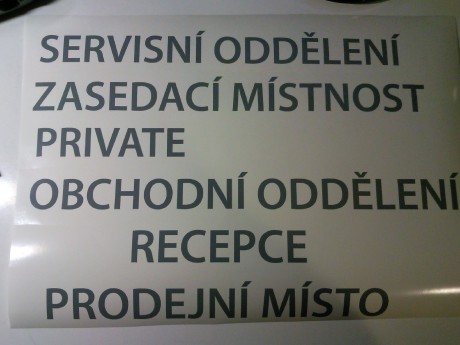 SERVISNÍ ODDĚLENÍ
ZASEDACÍ MÍSTNOST
PRIVATE
OBCHODNÍ ODDĚLENÍ
RECEPCE
PRODEJNÍ MÍSTO